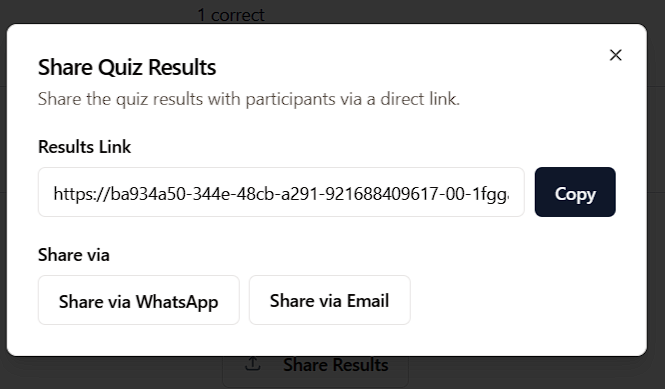 1 correct
Share Quiz Results
Share the quiz results with participants via a direct link.
Results Link
https://ba934a50-344e-48cb-a291-921688409617-00-1fgg
Copy
Share via
Share via WhatsApp
Share via Email
Share Results